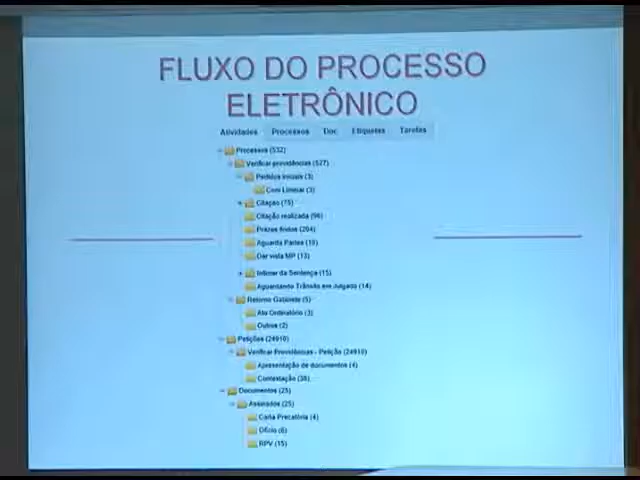 FLUXO DO PROCESSO
ELETRÔNICO
Atividades Processos Doc Etiquetas Tarefas
Processos (532)
Verificar providências (527)
Pedidos Iniciais (3)
Com Liminar (3)
Citação (75)
Citação realizada (96)
Prazos findos (204)
Aguarda Partes (19)
Dar vista MP (13)
Intimar da Sentença (15)
Aguardando Trânsito em Julgado (14)
Retorno Gabinete (5)
Ato Ordinatório (3)
Outros (2)
Petições (24910)
Verificar Providências - Petição (24910)
Apresentação de documentos (4)
Contestação (38)
Documentos (25)
Assinados (25)
Carta Precatória (4)
Ofício (6)
RPV (15)